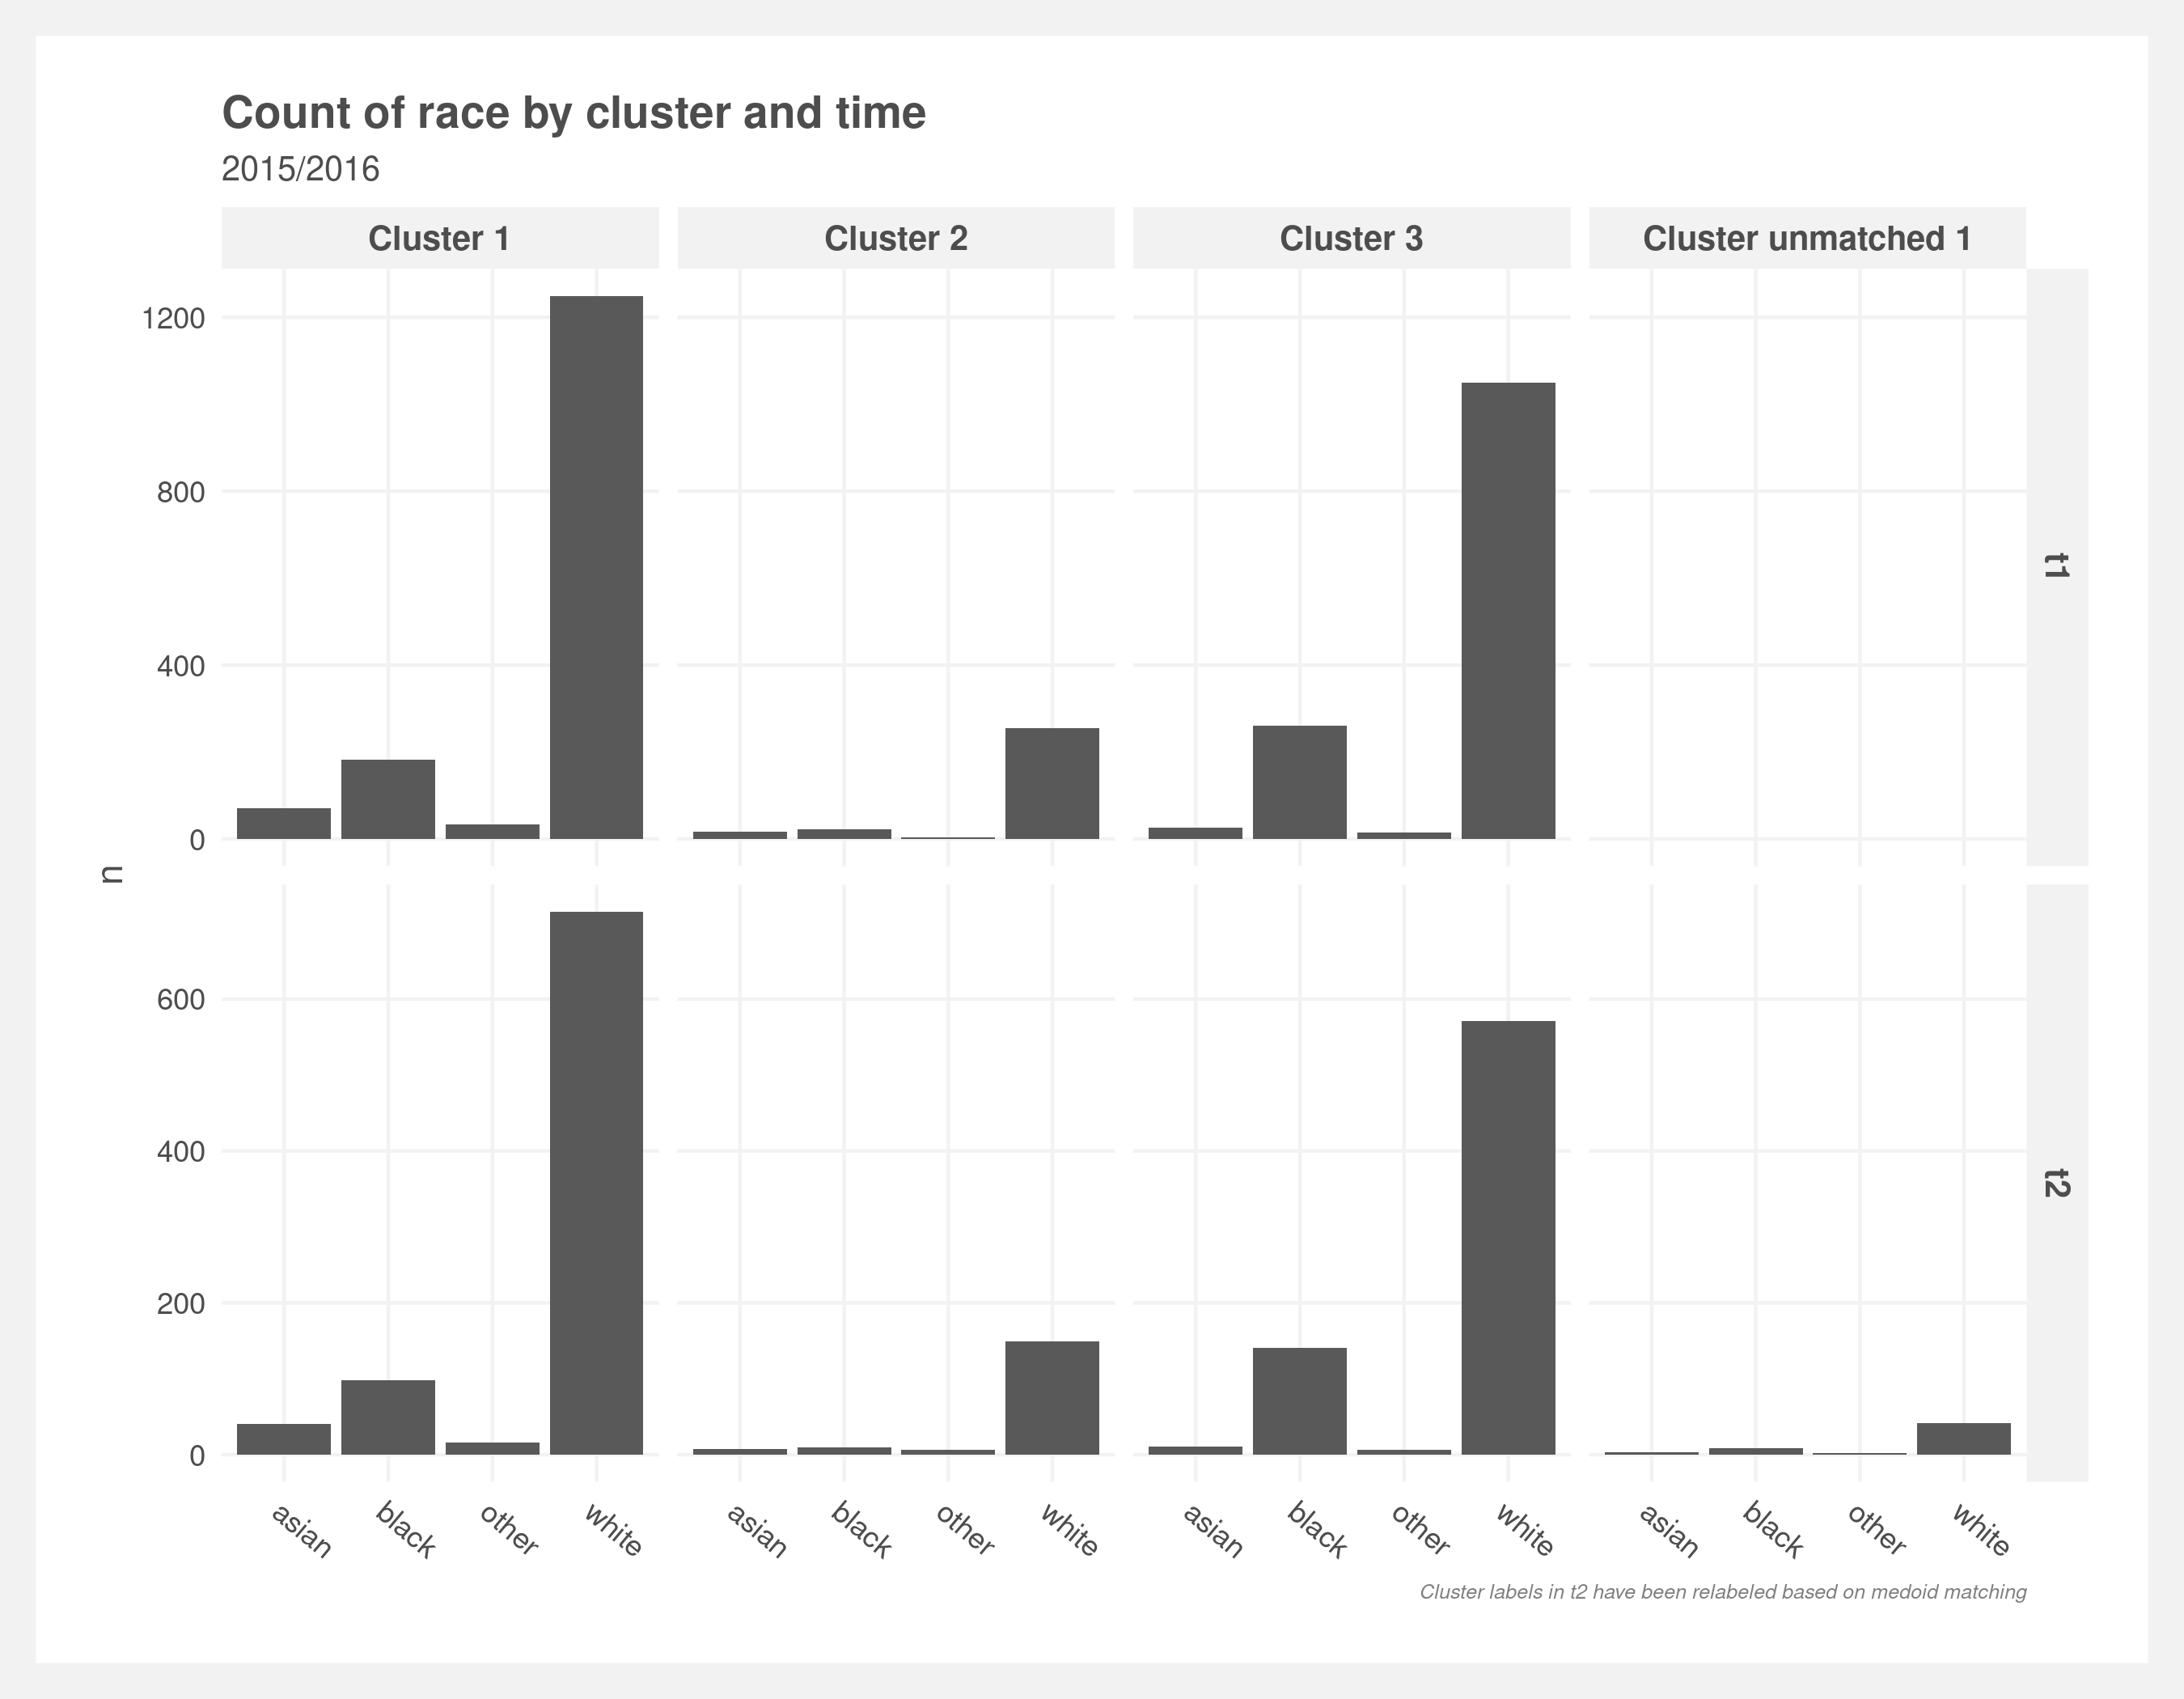 Count of race by cluster and time
2015/2016
Cluster 1 Cluster 2 Cluster 3 Cluster unmatched 1
1200
800
400
0
t1
n
600
400
200
0
t2
asian black other white asian black other white asian black other white asian black other white
Cluster labels in t2 have been relabeled based on medoid matching